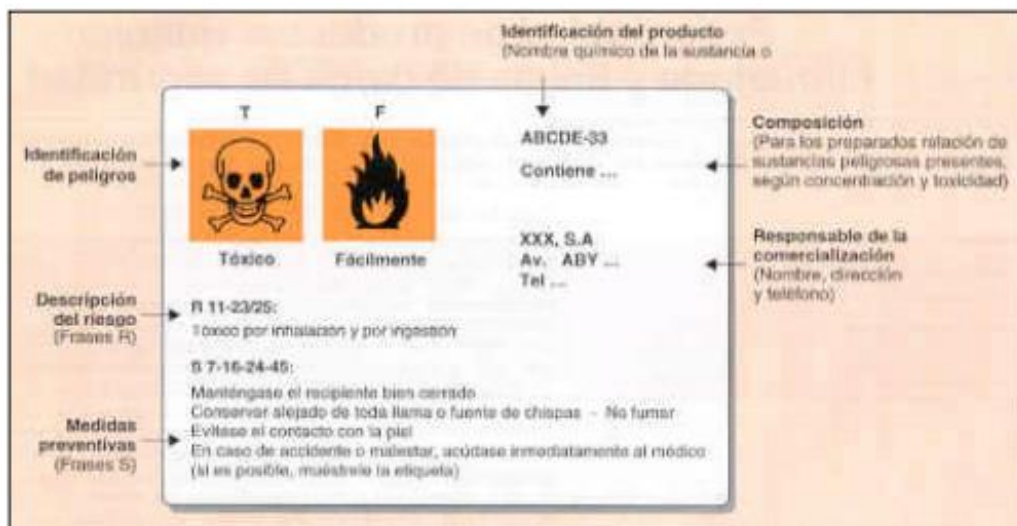 Identificación del producto
(Nombre químico de la sustancia o
T F
ABCDE-33
Contiene ...
Composición
(Para los preparados relación de
sustancias peligrosas presentes,
según concentración y toxicidad)
Identificación
de peligros
Tóxico Fácilmente
XXX, S.A
Av. ABY ...
Tel ...
Responsable de la
comercialización
(Nombre, dirección
y teléfono)
Descripción
del riesgo
(Frases R)
R 11-23/25:
Tóxico por inhalación y por ingestión
S 7-16-24-45:
Manténgase el recipiente bien cerrado
Conservar alejado de toda llama o fuente de chispas - No fumar
Evítese el contacto con la piel
En caso de accidente o malestar, acúdase inmediatamente al médico
(si es posible, muéstrele la etiqueta)
Medidas
preventivas
(Frases S)